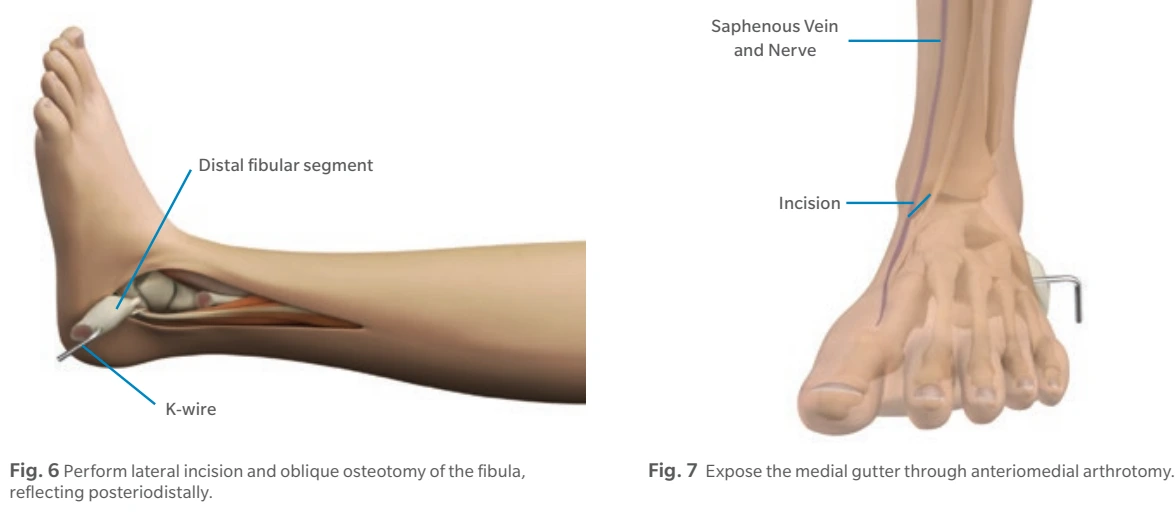 Distal fibular segment
K-wire
Fig. 6 Perform lateral incision and oblique osteotomy of the fibula,
reflecting posteriodistally.
Saphenous Vein
and Nerve
Incision
Fig. 7 Expose the medial gutter through anteriomedial arthrotomy.